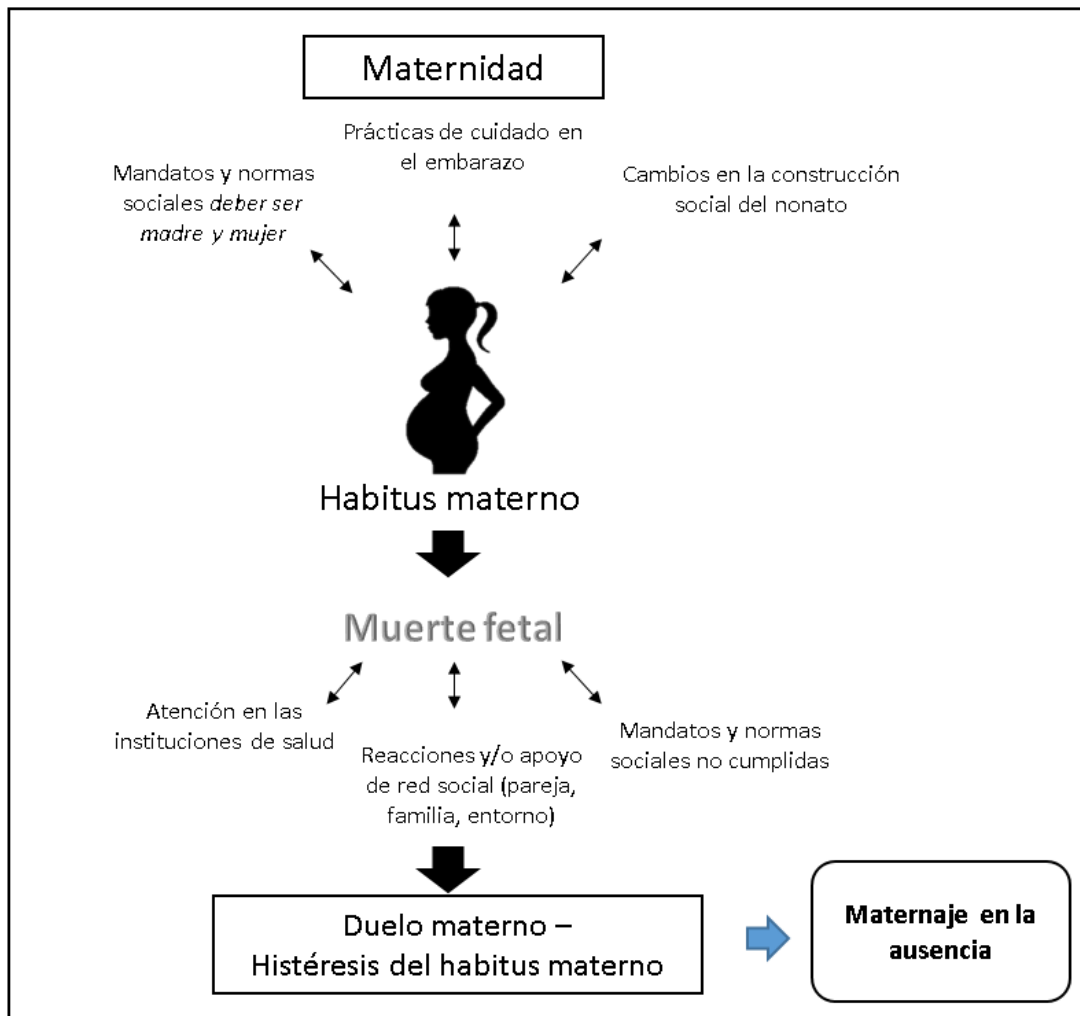 Maternidad
Prácticas de cuidado en
el embarazo
Mandatos y normas
sociales deber ser
madre y mujer
Cambios en la construcción
social del nonato
Habitus materno
Muerte fetal
Atención en las
instituciones de salud
Reacciones y/o apoyo
de red social (pareja,
familia, entorno)
Mandatos y normas
sociales no cumplidas
Duelo materno –
Histéresis del habitus materno
Maternaje en la
ausencia